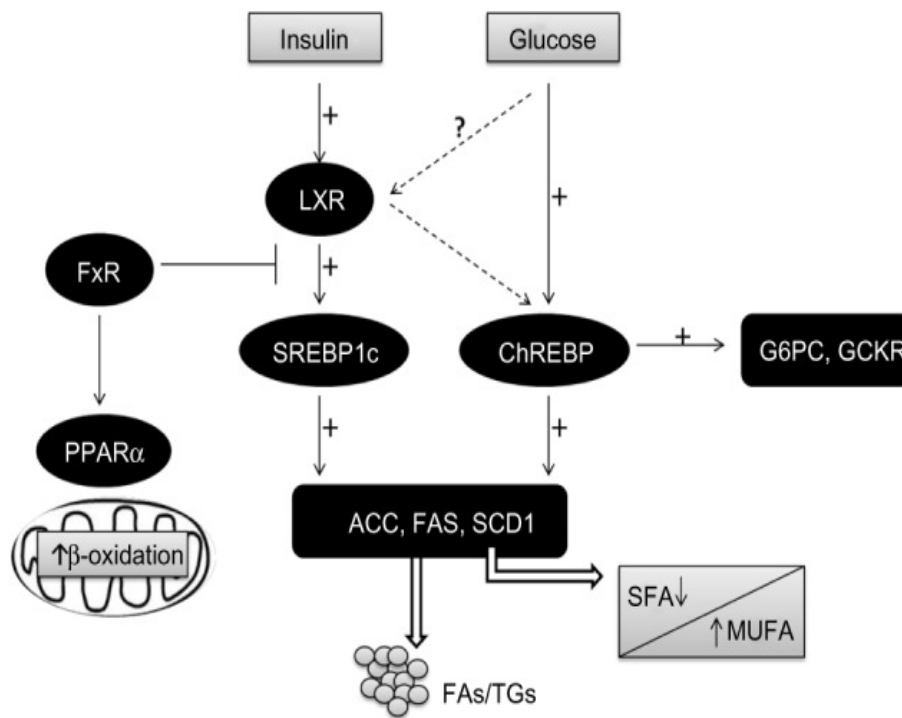 Insulin
Glucose
+
?
LXR
+
FxR
+
SREBP1c
ChREBP
+
G6PC, GCKR
PPARα
+
+
ACC, FAS, SCD1
↑β-oxidation
SFA↓
↑MUFA
FAs/TGs